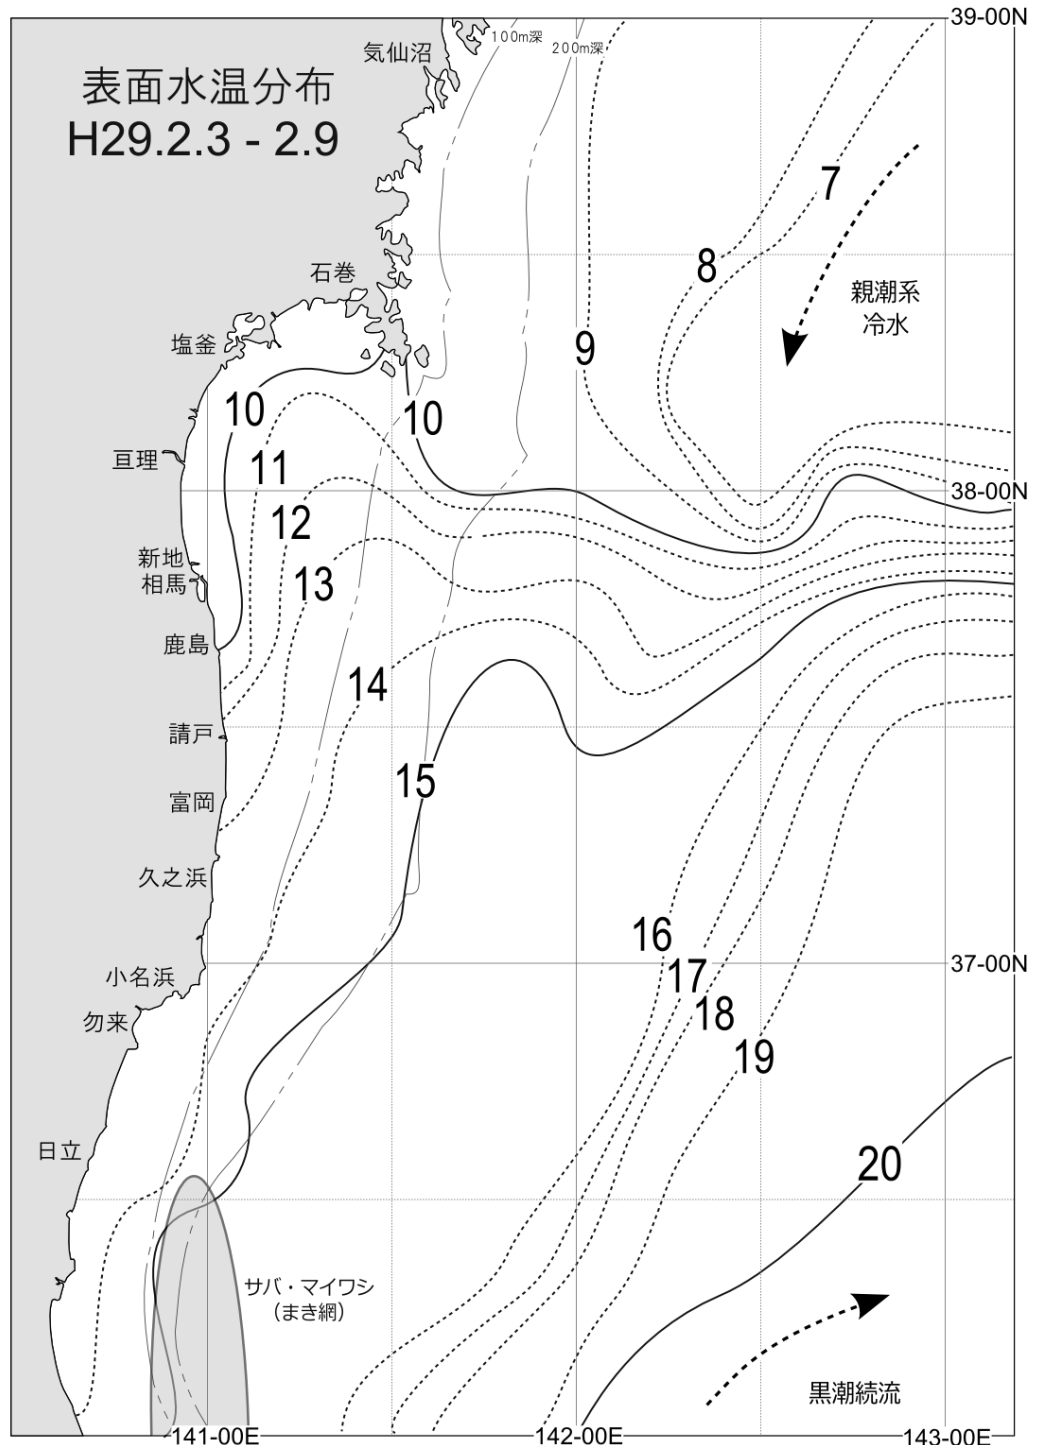 39-00N
100m深
200m深
気仙沼
表面水温分布
H29.2.3 - 2.9
7
8
石巻
親潮系
冷水
塩釜
9
10
10
亘理
11
38-00N
12
新地
相馬
13
鹿島
14
請戸
15
富岡
久之浜
16
37-00N
小名浜
17
勿来
18
19
日立
20
サバ・マイワシ
(まき網)
黒潮続流
141-00E
142-00E
143-00E